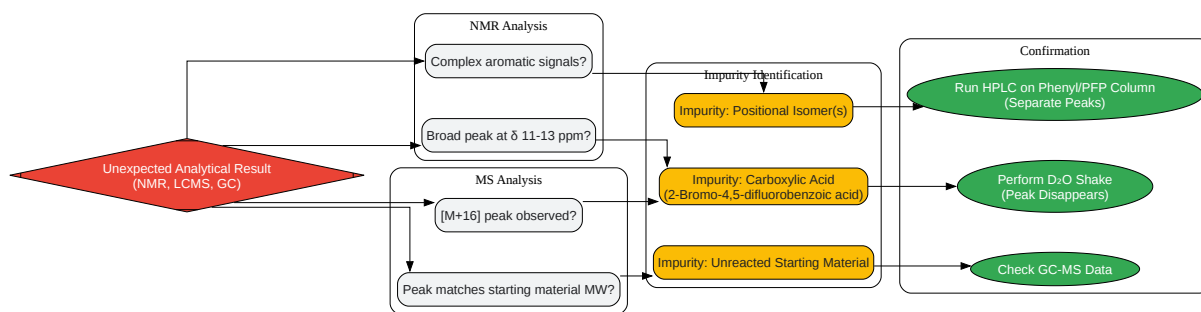 NMR Analysis
Complex aromatic signals?
Broad peak at δ 11-13 ppm?
Unexpected Analytical Result
(NMR, LCMS, GC)
MS Analysis
[M+16] peak observed?
Peak matches starting material MW?
Impurity Identification
Impurity: Positional Isomer(s)
Impurity: Carboxylic Acid
(2-Bromo-4,5-difluorobenzoic acid)
Impurity: Unreacted Starting Material
Confirmation
Run HPLC on Phenyl/PFP Column
(Separate Peaks)
Perform D₂O Shake
(Peak Disappears)
Check GC-MS Data